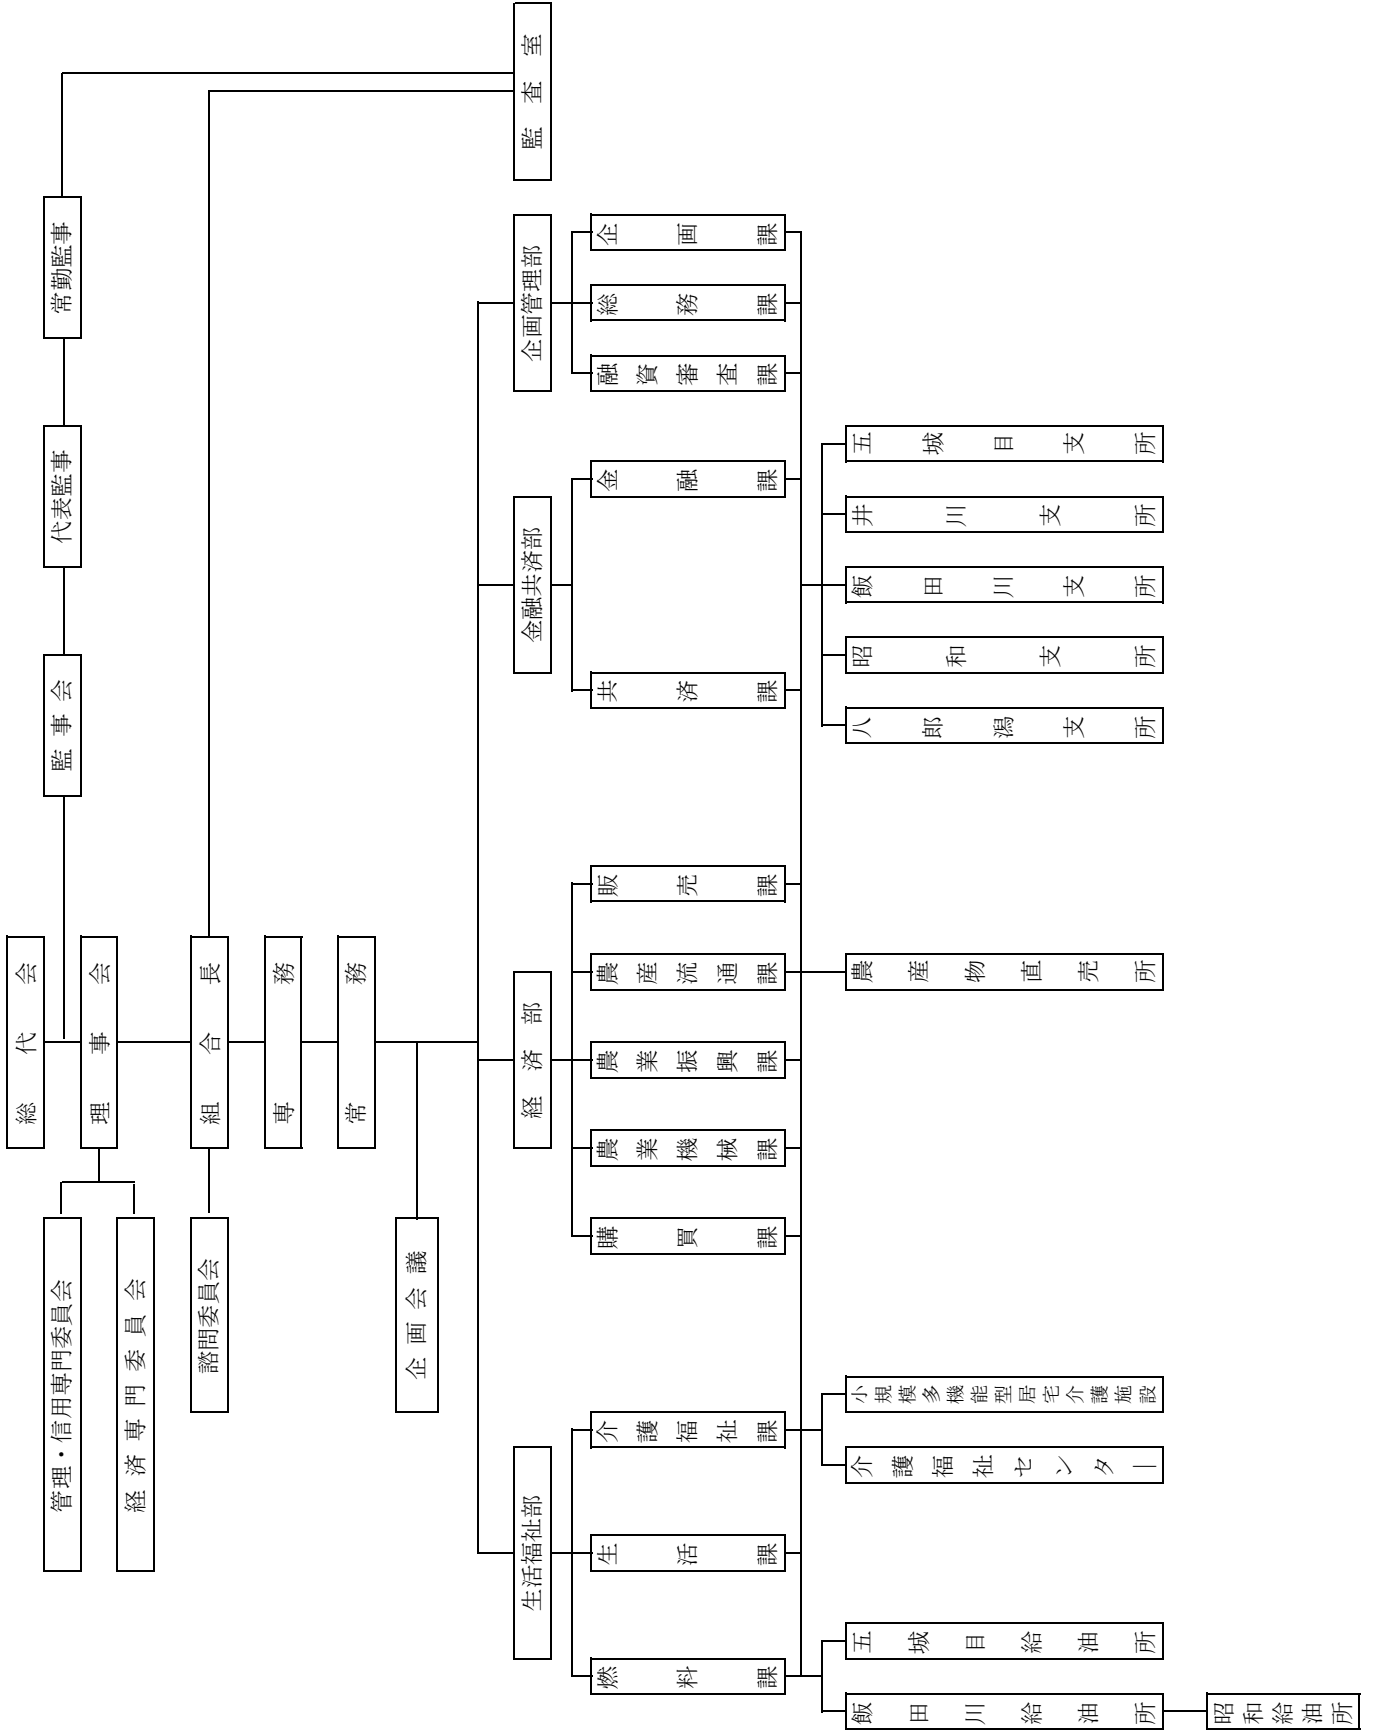 総代会
理事会
監事会
代表監事
常勤監事
監査室
管理・信用専門委員会
経済専門委員会
組合長
諮問委員会
専務
常務
企画会議
生活福祉部
経済部
金融共済部
企画管理部
燃料課
生活課
介護福祉課
購買課
農業機械課
農業振興課
農産流通課
販売課
共済課
金融課
融資審査課
総務課
企画課
飯田川給油所
五城目給油所
介護福祉センター
小規模多機能型居宅介護施設
農産物直売所
八郎潟支所
昭和支所
飯田川支所
井川支所
五城目支所
昭和給油所